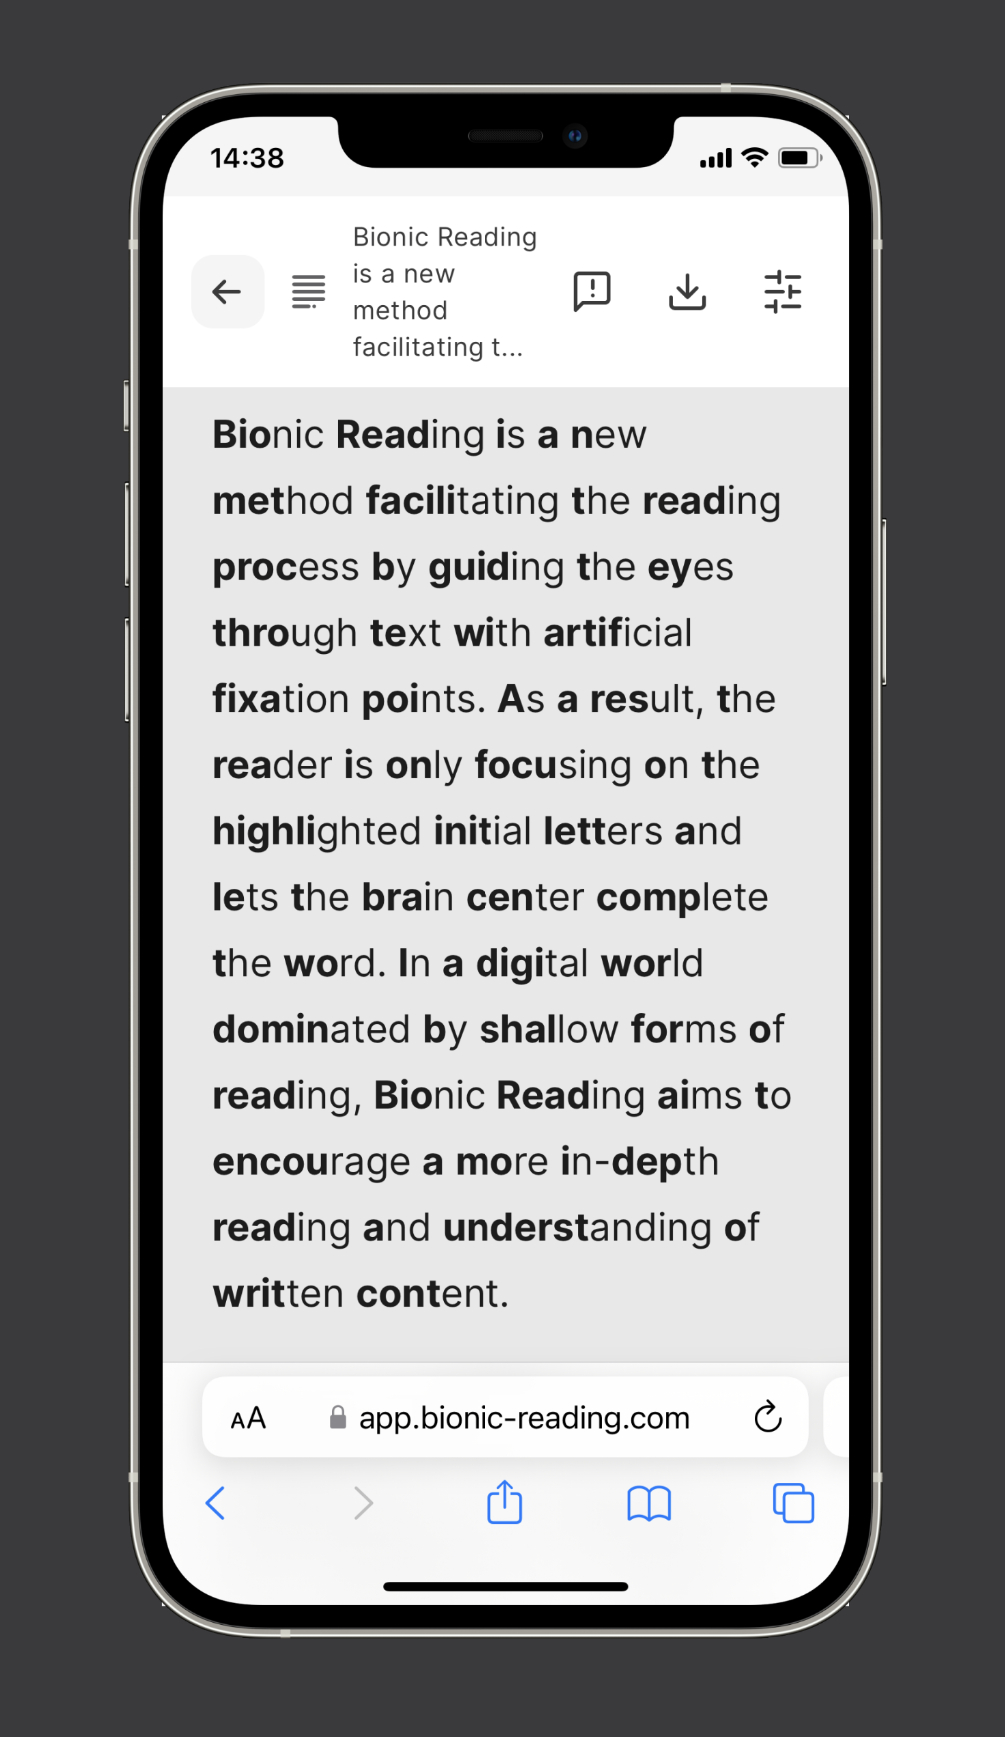 14:38
Bionic Reading
is a new
method
facilitating t...
Bionic Reading is a new
method facilitating the reading
process by guiding the eyes
through text with artificial
fixation points. As a result, the
reader is only focusing on the
highlighted initial letters and
lets the brain center complete
the word. In a digital world
dominated by shallow forms of
reading, Bionic Reading aims to
encourage a more in-depth
reading and understanding of
written content.
AA app.bionic-reading.com